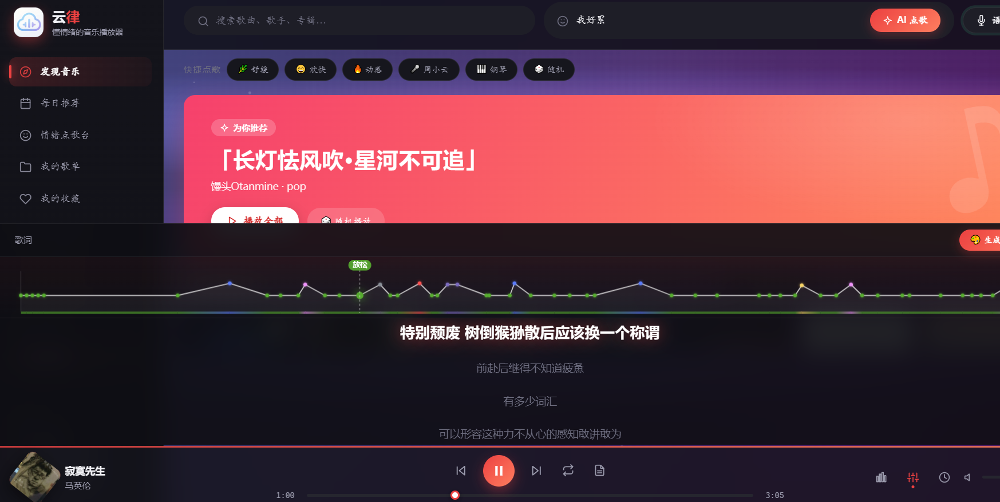 云律
懂情绪的音乐播放器
搜索歌曲、歌手、专辑...
我好累
AI 点歌
语
发现音乐
每日推荐
情绪点歌台
我的歌单
我的收藏
快捷点歌
舒缓
欢快
动感
周小云
钢琴
随机
为你推荐
「长灯怯风吹•星河不可追」
馒头Otanmine · pop
播放全部
随机播放
歌词
生成
放松
特别颓废 树倒猴狲散后应该换一个称谓
前赴后继得不知道疲惫
有多少词汇
可以形容这种力不从心的感知敢讲敢为
寂寞先生
马英伦
1:00
3:05